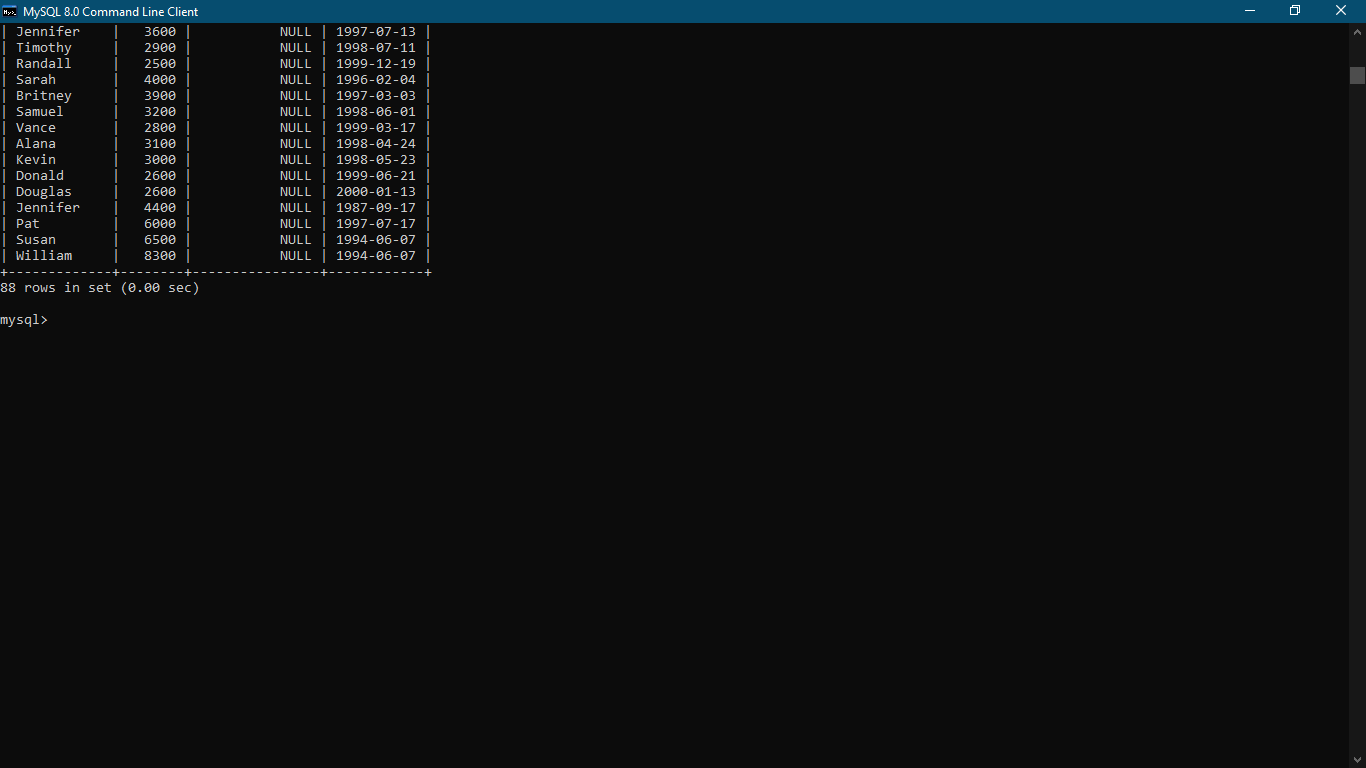 MySQL 8.0 Command Line Client
| Jennifer    |   3600 |           NULL | 1997-07-13 |
| Timothy     |   2900 |           NULL | 1998-07-11 |
| Randall     |   2500 |           NULL | 1999-12-19 |
| Sarah       |   4000 |           NULL | 1996-02-04 |
| Britney     |   3900 |           NULL | 1997-03-03 |
| Samuel      |   3200 |           NULL | 1998-06-01 |
| Vance       |   2800 |           NULL | 1999-03-17 |
| Alana       |   3100 |           NULL | 1998-04-24 |
| Kevin       |   3000 |           NULL | 1998-05-23 |
| Donald      |   2600 |           NULL | 1999-06-21 |
| Douglas     |   2600 |           NULL | 2000-01-13 |
| Jennifer    |   4400 |           NULL | 1987-09-17 |
| Pat         |   6000 |           NULL | 1997-07-17 |
| Susan       |   6500 |           NULL | 1994-06-07 |
| William     |   8300 |           NULL | 1994-06-07 |
+-------------+--------+----------------+------------+
88 rows in set (0.00 sec)
mysql>